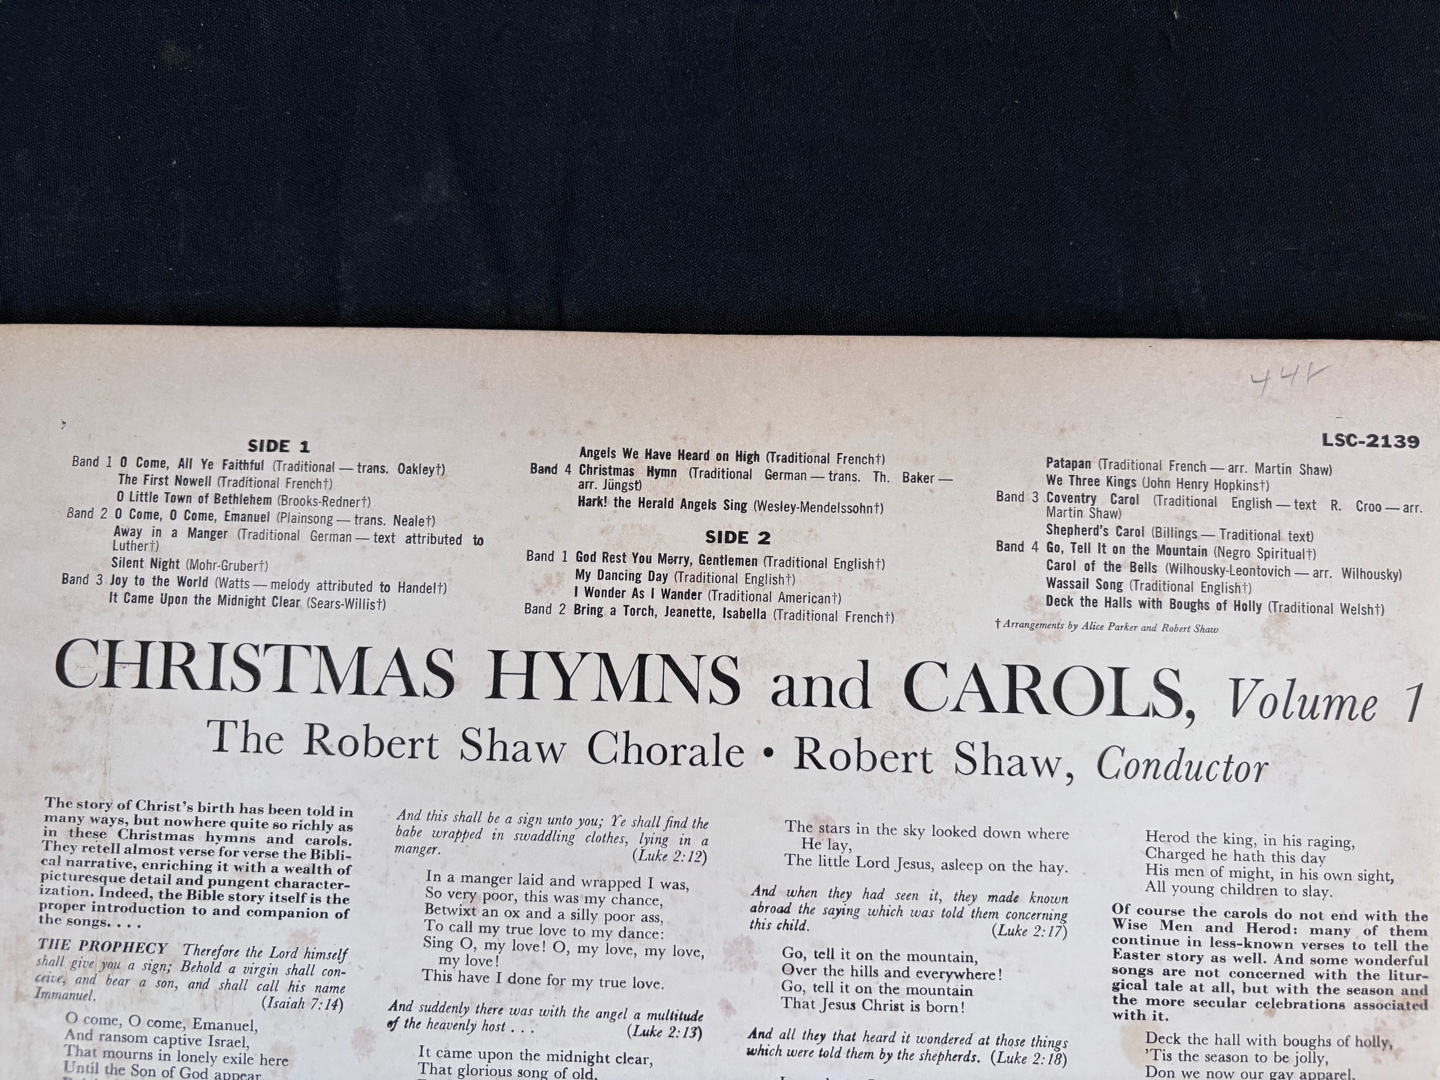 442
LSC-2139
SIDE 1
Band 1 O Come, All Ye Faithful (Traditional — trans. Oakley†)
The First Nowell (Traditional French†)
O Little Town of Bethlehem (Brooks-Redner†)
Band 2 O Come, O Come, Emanuel (Plainsong — trans. Neale†)
Away in a Manger (Traditional German — text attributed to
Luther†)
Silent Night (Mohr-Gruber†)
Band 3 Joy to the World (Watts — melody attributed to Handel†)
It Came Upon the Midnight Clear (Sears-Willis†)
Angels We Have Heard on High (Traditional French†)
Band 4 Christmas Hymn (Traditional German — trans. Th. Baker —
arr. Jüngst)
Hark! the Herald Angels Sing (Wesley-Mendelssohn†)
SIDE 2
Band 1 God Rest You Merry, Gentlemen (Traditional English†)
My Dancing Day (Traditional English†)
I Wonder As I Wander (Traditional American†)
Band 2 Bring a Torch, Jeanette, Isabella (Traditional French†)
Patapan (Traditional French — arr. Martin Shaw)
We Three Kings (John Henry Hopkins†)
Band 3 Coventry Carol (Traditional English — text R. Croo — arr.
Martin Shaw)
Shepherd's Carol (Billings — Traditional text)
Band 4 Go, Tell It on the Mountain (Negro Spiritual†)
Carol of the Bells (Wilhousky-Leontovich — arr. Wilhousky)
Wassail Song (Traditional English†)
Deck the Halls with Boughs of Holly (Traditional Welsh†)
† Arrangements by Alice Parker and Robert Shaw
CHRISTMAS HYMNS and CAROLS, Volume 1
The Robert Shaw Chorale • Robert Shaw, Conductor
The story of Christ's birth has been told in
many ways, but nowhere quite so richly as
in these Christmas hymns and carols.
They retell almost verse for verse the Bibli-
cal narrative, enriching it with a wealth of
picturesque detail and pungent character-
ization. Indeed, the Bible story itself is the
proper introduction to and companion of
the songs. . . .
THE PROPHECY Therefore the Lord himself
shall give you a sign; Behold a virgin shall con-
ceive, and bear a son, and shall call his name
Immanuel. (Isaiah 7:14)
O come, O come, Emanuel,
And ransom captive Israel,
That mourns in lonely exile here
Until the Son of God appear
And this shall be a sign unto you; Ye shall find the
babe wrapped in swaddling clothes, lying in a
manger. (Luke 2:12)
In a manger laid and wrapped I was,
So very poor, this was my chance,
Betwixt an ox and a silly poor ass,
To call my true love to my dance:
Sing O, my love! O, my love, my love,
my love!
This have I done for my true love.
And suddenly there was with the angel a multitude
of the heavenly host . . . (Luke 2:13)
It came upon the midnight clear,
That glorious song of old,
The stars in the sky looked down where
He lay,
The little Lord Jesus, asleep on the hay.
And when they had seen it, they made known
abroad the saying which was told them concerning
this child. (Luke 2:17)
Go, tell it on the mountain,
Over the hills and everywhere!
Go, tell it on the mountain
That Jesus Christ is born!
And all they that heard it wondered at those things
which were told them by the shepherds. (Luke 2:18)
Herod the king, in his raging,
Charged he hath this day
His men of might, in his own sight,
All young children to slay.
Of course the carols do not end with the
Wise Men and Herod: many of them
continue in less-known verses to tell the
Easter story as well. And some wonderful
songs are not concerned with the litur-
gical tale at all, but with the season and
the more secular celebrations associated
with it.
Deck the hall with boughs of holly,
'Tis the season to be jolly,
Don we now our gay apparel,